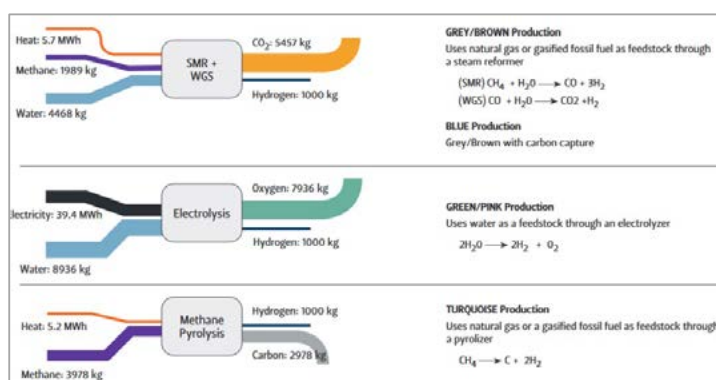 Heat: 5.7 MWh
Methane: 1989 kg
Water: 4468 kg
SMR +
WGS
CO₂: 5457 kg
Hydrogen: 1000 kg
GREY/BROWN Production
Uses natural gas or gasified fossil fuel as feedstock through
a steam reformer
(SMR) CH₄ + H₂0 → CO + 3H₂
(WGS) CO + H₂0 → CO2 +H₂
BLUE Production
Grey/Brown with carbon capture
lectricity: 39.4 MWh
Water: 8936 kg
Electrolysis
Oxygen: 7936 kg
Hydrogen: 1000 kg
GREEN/PINK Production
Uses water as a feedstock through an electrolyzer
2H₂0 → 2H₂ + O₂
Heat: 5.2 MWh
Methane: 3978 kg
Methane
Pyrolysis
Hydrogen: 1000 kg
Carbon: 2978 kg
TURQUOISE Production
Uses natural gas or a gasified fossil fuel as feedstock through
a pyrolizer
CH₄ → C + 2H₂